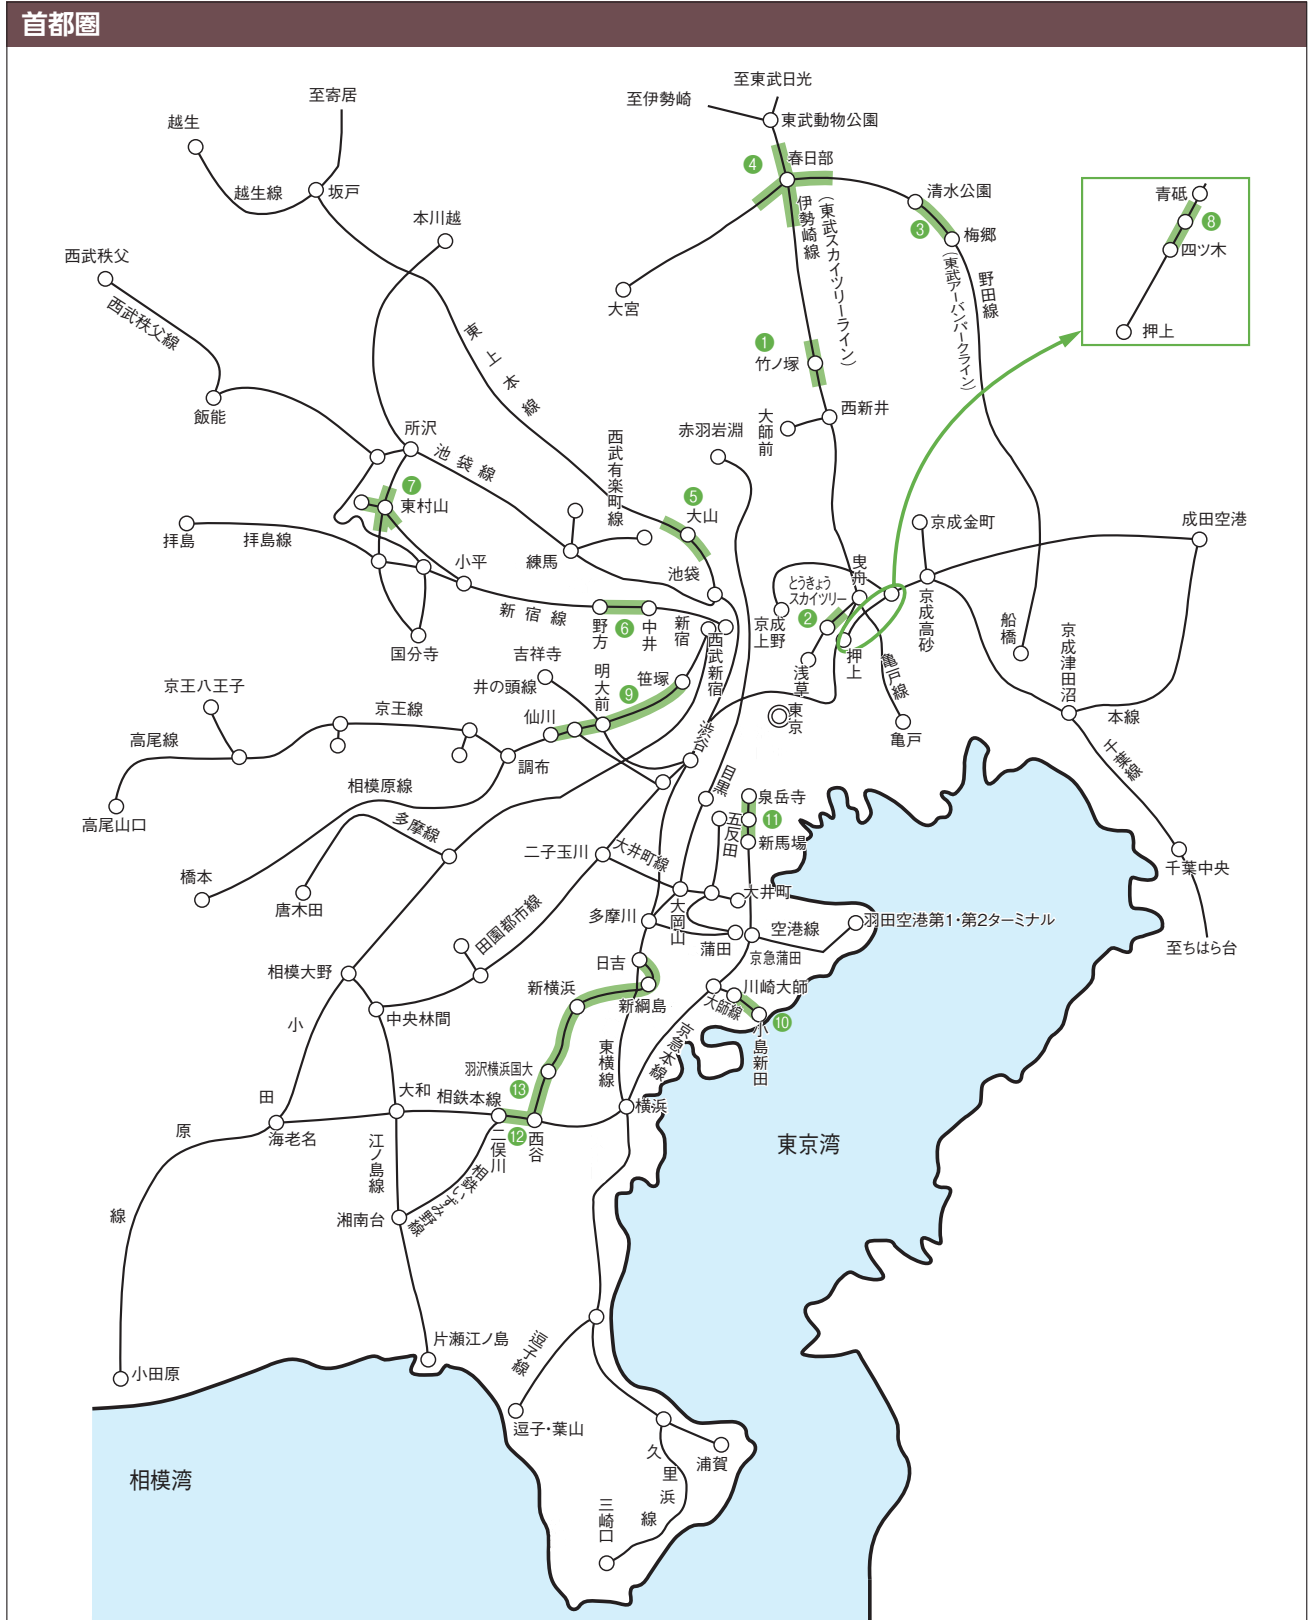 首都圏
至東武日光
至寄居
至伊勢崎
越生
東武動物公園
春日部
④
越生線
坂戸
清水公園
青砥
⑧
本川越
伊勢崎線
(東武スカイツリーライン)
③
梅郷
四ツ木
西武秩父
西武秩父線
野田線
(東武アーバンパークライン)
大宮
押上
東上本線
①
竹ノ塚
飯能
西新井
大師前
所沢
池袋線
赤羽岩淵
西武有楽町線
⑦
東村山
⑤
大山
京成金町
成田空港
拝島
拝島線
小平
練馬
池袋
曳舟
とうきょう
スカイツリー
②
京成高砂
新宿線
野方
⑥
中井
新宿
西武新宿
京成
上野
押上
船橋
京成津田沼
国分寺
吉祥寺
浅草
亀戸線
井の頭線
明大前
笹塚
⑨
京王八王子
仙川
東京
亀戸
本線
京王線
高尾線
渋谷
千葉線
調布
目黒
泉岳寺
相模原線
五反田
⑪
高尾山口
多摩線
新馬場
二子玉川
大井町線
千葉中央
橋本
唐木田
大井町
大岡山
多摩川
田園都市線
蒲田
空港線
羽田空港第1・第2ターミナル
京急蒲田
至ちはら台
日吉
相模大野
新横浜
新綱島
川崎大師
大師線
⑩
小島新田
中央林間
小田原線
東横線
京急本線
羽沢横浜国大
⑬
大和
相鉄本線
横浜
海老名
⑫
二俣川
西谷
東京湾
江ノ島線
相鉄いずみ野線
湘南台
片瀬江ノ島
逗子線
小田原
逗子・葉山
浦賀
久里浜線
相模湾
三崎口